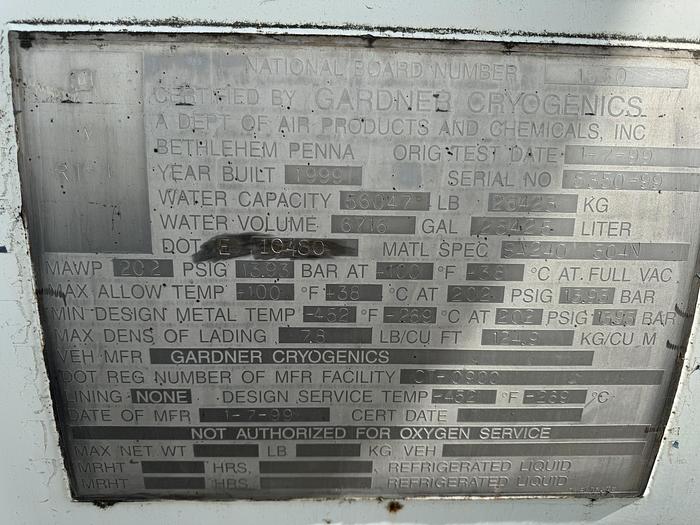 NATIONAL BOARD NUMBER 1530
CERTIFIED BY GARDNER CRYOGENICS
A DEPT OF AIR PRODUCTS AND CHEMICALS, INC
BETHLEHEM PENNA ORIG TEST DATE 1-7-99
YEAR BUILT 1999 SERIAL NO 5350-99
WATER CAPACITY 56047 LB 25423 KG
WATER VOLUME 6716 GAL 25423 LITER
DOT E 10480 MATL SPEC SA240 304N
MAWP 202 PSIG 13.93 BAR AT -100 °F -38 °C AT. FULL VAC
MAX ALLOW TEMP -100 °F -38 °C AT 202 PSIG 13.93 BAR
MIN DESIGN METAL TEMP -452 °F -269 °C AT 202 PSIG 13.93 BAR
MAX DENS OF LADING 7.8 LB/CU FT 124.9 KG/CU M
VEH MFR GARDNER CRYOGENICS
DOT REG NUMBER OF MFR FACILITY CT-0900
LINING NONE DESIGN SERVICE TEMP -452 °F -269 °C
DATE OF MFR 1-7-99 CERT DATE
NOT AUTHORIZED FOR OXYGEN SERVICE
MAX NET WT LB KG VEH
MRHT HRS, REFRIGERATED LIQUID
MRHT HRS REFRIGERATED LIQUID